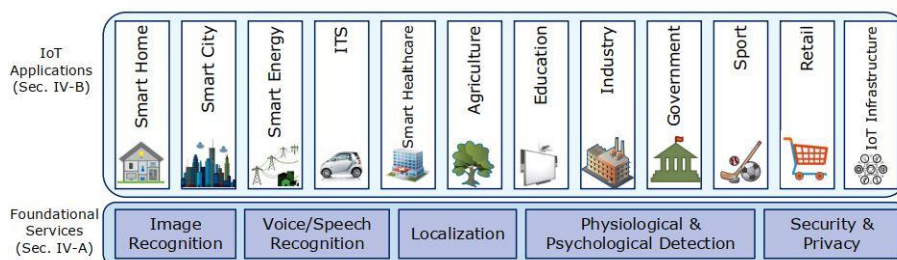 IoT
Applications
(Sec. IV-B)
Smart Home
Smart City
Smart Energy
ITS
Smart Healthcare
Agriculture
Education
Industry
Government
Sport
Retail
IoT Infrastructure
Foundational
Services
(Sec. IV-A)
Image
Recognition
Voice/Speech
Recognition
Localization
Physiological &
Psychological Detection
Security &
Privacy